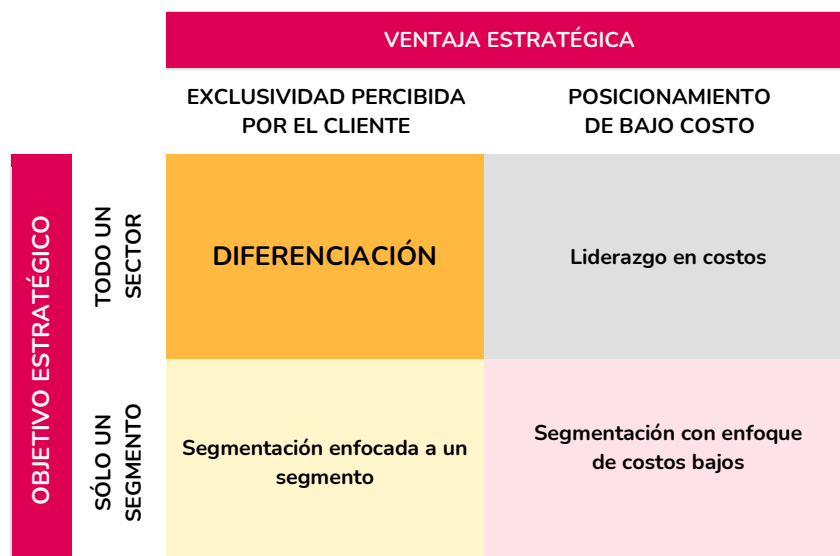 VENTAJA ESTRATÉGICA
EXCLUSIVIDAD PERCIBIDA
POR EL CLIENTE
POSICIONAMIENTO
DE BAJO COSTO
OBJETIVO ESTRATÉGICO
TODO UN
SECTOR
DIFERENCIACIÓN
Liderazgo en costos
SÓLO UN
SEGMENTO
Segmentación enfocada a un
segmento
Segmentación con enfoque
de costos bajos